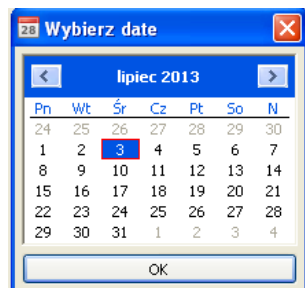 28 Wybierz date
lipiec 2013
Pn Wt Śr Cz Pt So N
24 25 26 27 28 29 30
1 2 3 4 5 6 7
8 9 10 11 12 13 14
15 16 17 18 19 20 21
22 23 24 25 26 27 28
29 30 31 1 2 3 4
OK